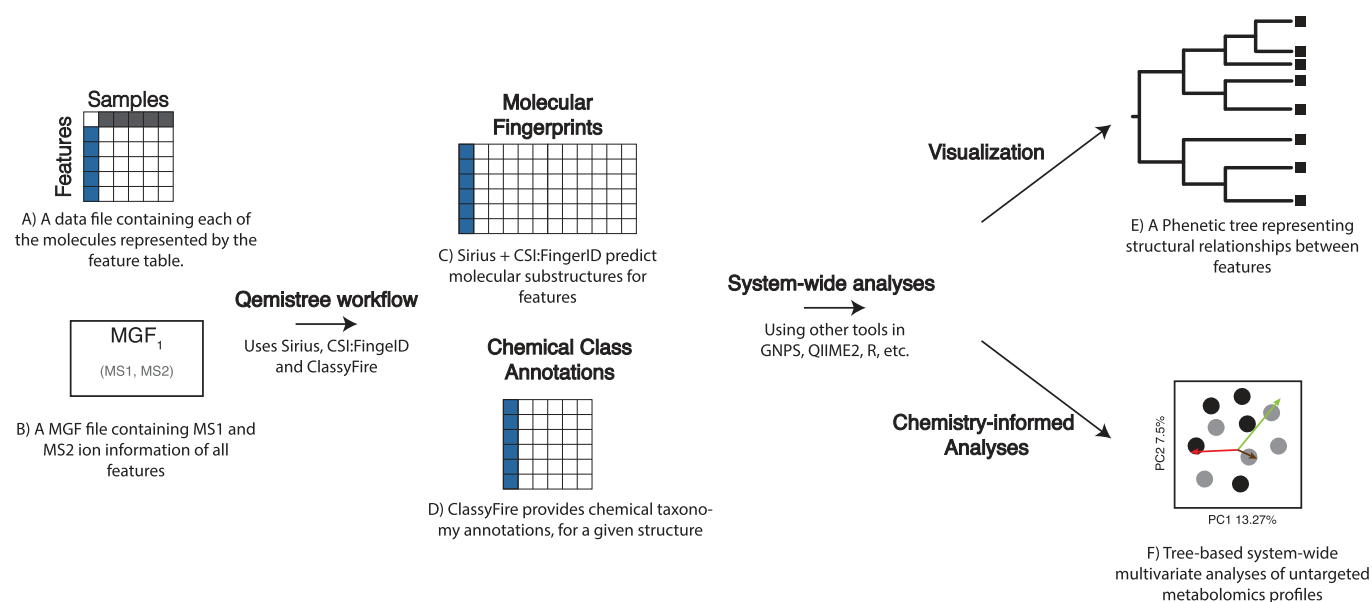 Samples
Features
A) A data file containing each of
the molecules represented by the
feature table.
MGF1
(MS1, MS2)
B) A MGF file containing MS1 and
MS2 ion information of all
features
Qemistree workflow
Uses Sirius, CSI:FingeID
and ClassyFire
Molecular
Fingerprints
C) Sirius + CSI:FingerID predict
molecular substructures for
features
Chemical Class
Annotations
D) ClassyFire provides chemical taxono-
my annotations, for a given structure
System-wide analyses
Using other tools in
GNPS, QIIME2, R, etc.
Visualization
E) A Phenetic tree representing
structural relationships between
features
Chemistry-informed
Analyses
PC2 7.5%
PC1 13.27%
F) Tree-based system-wide
multivariate analyses of untargeted
metabolomics profiles